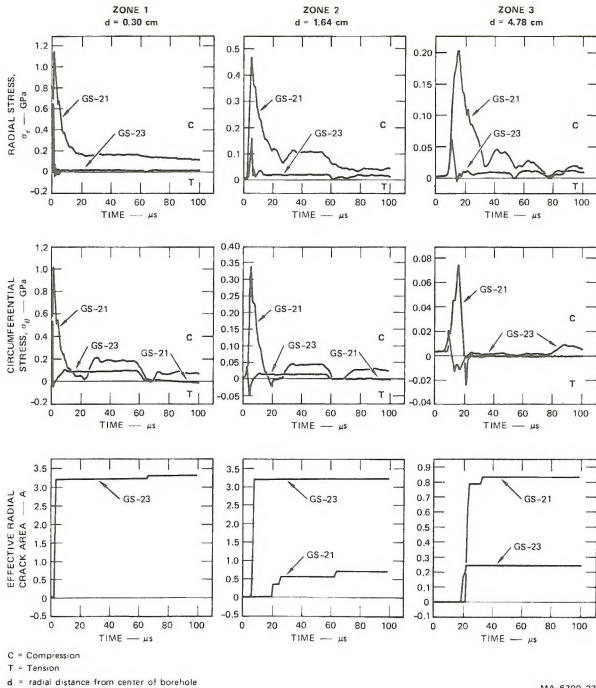 ZONE 1
d = 0.30 cm
ZONE 2
d = 1.64 cm
ZONE 3
d = 4.78 cm
RADIAL STRESS,
σr — GPa
1.2
1.0
0.8
0.6
0.4
0.2
0
-0.2
GS-21
GS-23
C
T
0 20 40 60 80 100
TIME — μs
0.5
0.4
0.3
0.2
0.1
0
-0.1
GS-21
GS-23
C
T
0 20 40 60 80 100
TIME — μs
0.20
0.15
0.10
0.05
0
GS-21
GS-23
C
T
0 20 40 60 80 100
TIME — μs
CIRCUMFERENTIAL
STRESS, σθ — GPa
1.2
1.0
0.8
0.6
0.4
0.2
0
-0.2
GS-21
GS-23
GS-21
C
T
0 20 40 60 80 100
TIME — μs
0.40
0.35
0.30
0.25
0.20
0.15
0.10
0.05
0
-0.05
GS-21
GS-23
GS-21
C
T
0 20 40 60 80 100
TIME — μs
0.08
0.06
0.04
0.02
0
-0.02
-0.04
GS-21
GS-23
C
T
0 20 40 60 80 100
TIME — μs
EFFECTIVE RADIAL
CRACK AREA — A
3.5
3.0
2.5
2.0
1.5
1.0
0.5
0
-0.5
GS-23
0 20 40 60 80 100
TIME — μs
3.5
3.0
2.5
2.0
1.5
1.0
0.5
0
-0.5
GS-23
GS-21
0 20 40 60 80 100
TIME — μs
0.9
0.8
0.7
0.6
0.5
0.4
0.3
0.2
0.1
0
-0.1
GS-21
GS-23
0 20 40 60 80 100
TIME — μs
C = Compression
T = Tension
d = radial distance from center of borehole